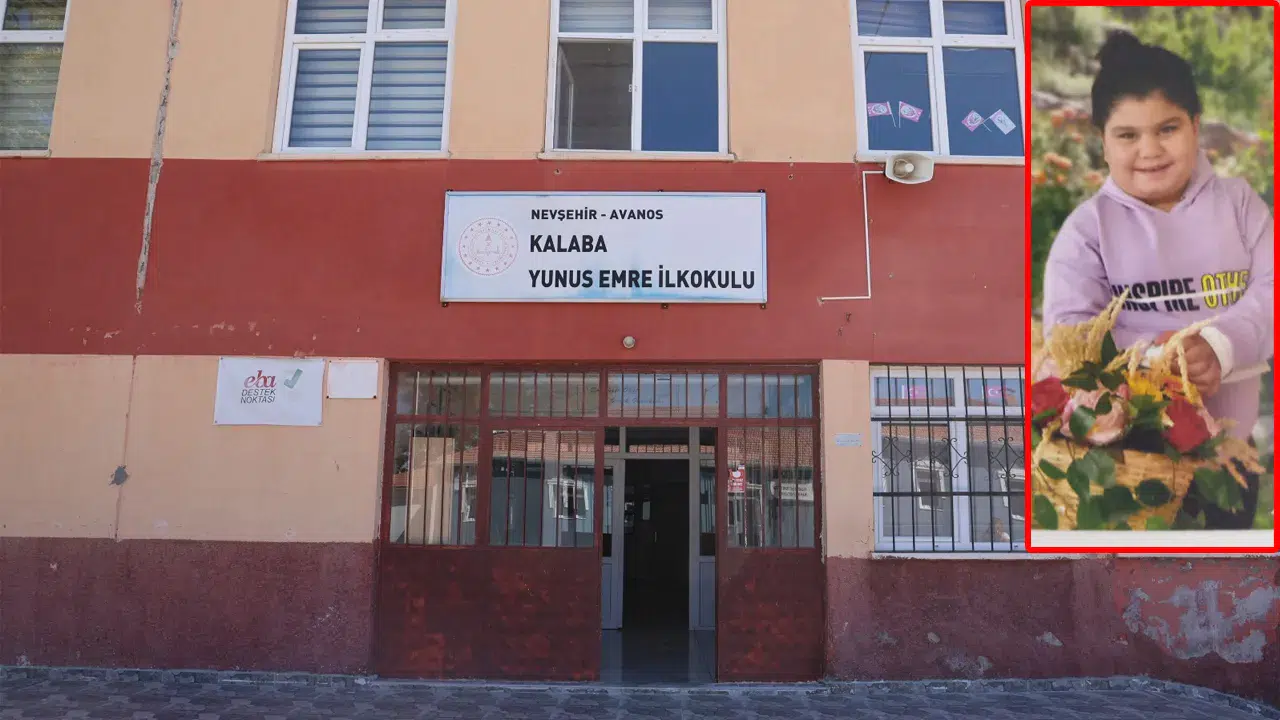 NEVŞEHİR - AVANOS
KALABA
YUNUS EMRE İLKOKULU
eba
DESTEK
NOKTASI
INSPIRE OTHE